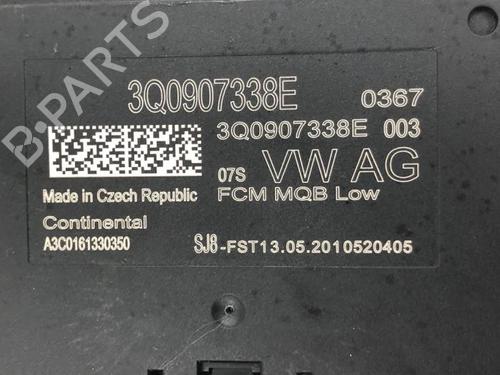 3Q0907338E 0367
3Q0907338E 003
07S VW AG
Made in Czech Republic FCM MQB Low
Continental
A3C0161330350 SJ8-FST13.05.2010520405
B-PARTS